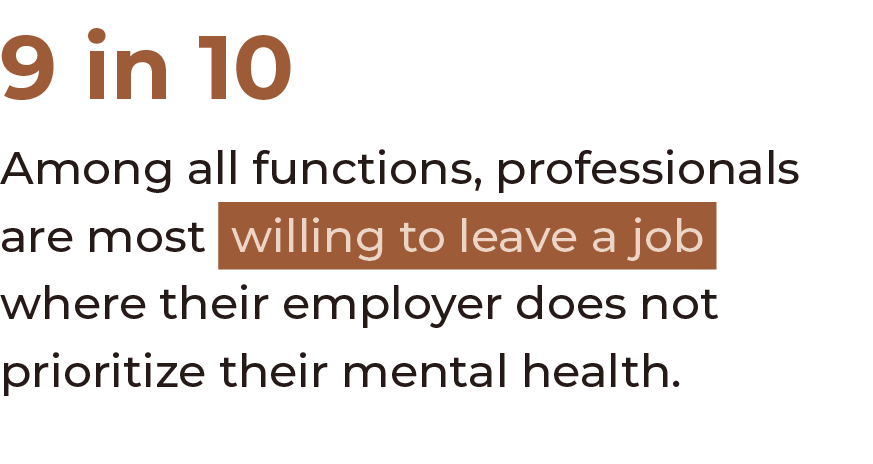 9 in 10
Among all functions, professionals
are most willing to leave a job
where their employer does not
prioritize their mental health.